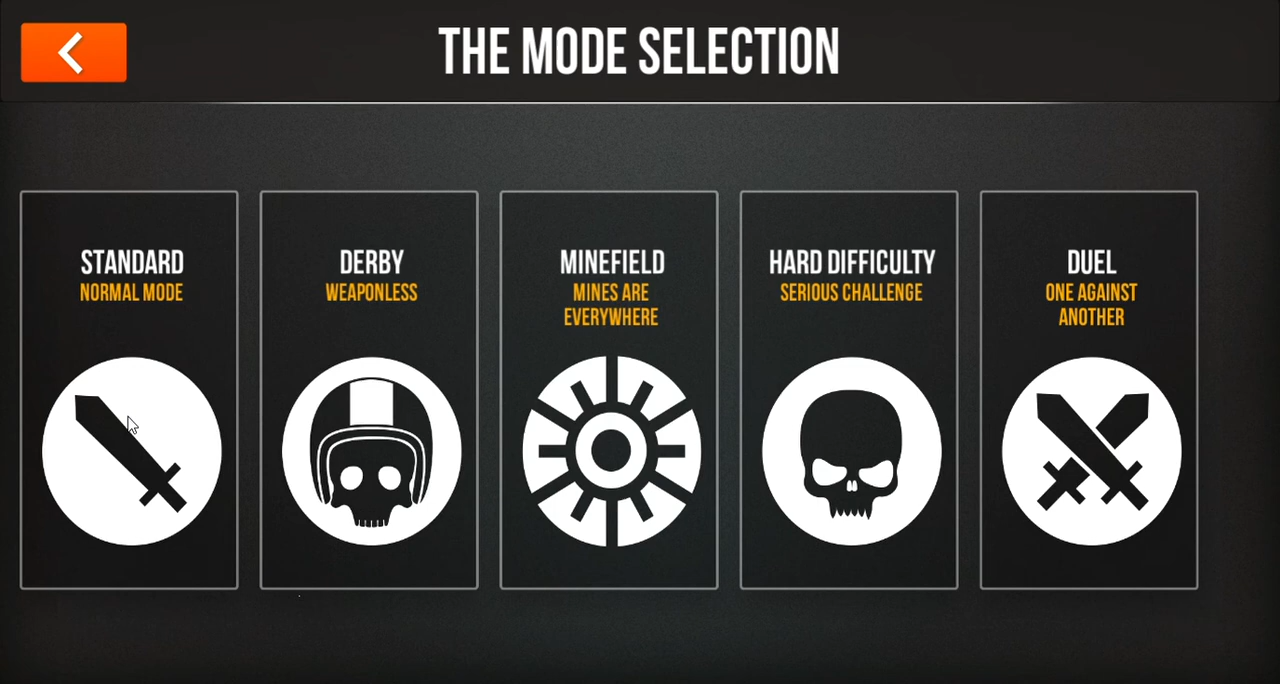 THE MODE SELECTION
STANDARD
NORMAL MODE
DERBY
WEAPONLESS
MINEFIELD
MINES ARE
EVERYWHERE
HARD DIFFICULTY
SERIOUS CHALLENGE
DUEL
ONE AGAINST
ANOTHER